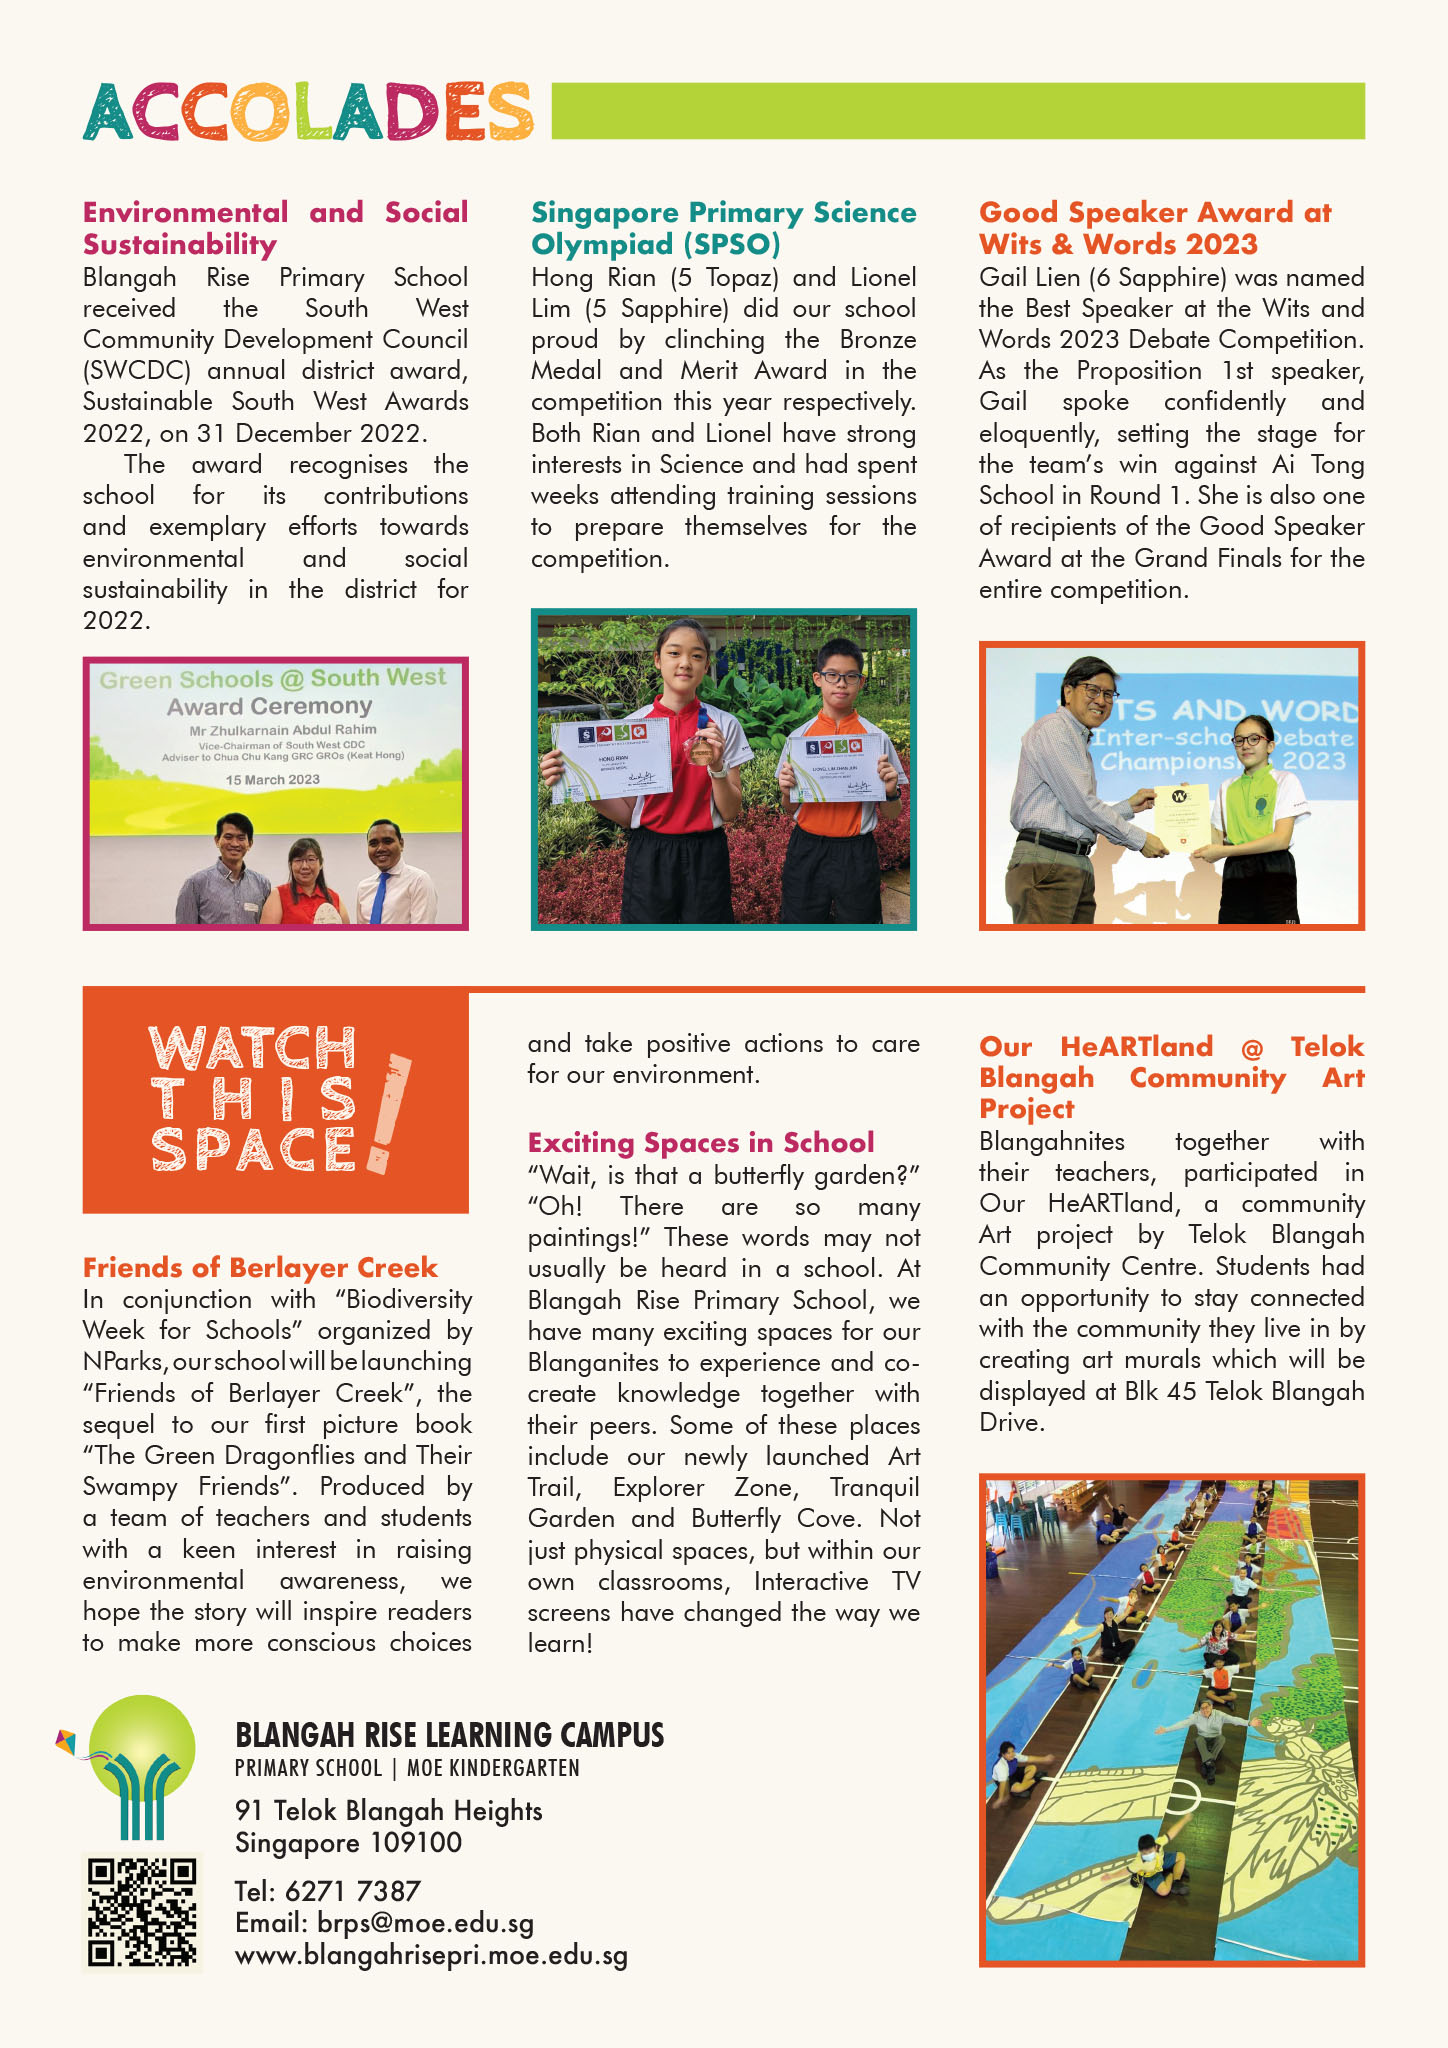 ACCOLADES
Environmental and Social
Sustainability
Blangah Rise Primary School
received the South West
Community Development Council
(SWCDC) annual district award,
Sustainable South West Awards
2022, on 31 December 2022.
The award recognises the
school for its contributions
and exemplary efforts towards
environmental and social
sustainability in the district for
2022.
Green Schools @ South West
Award Ceremony
Mr Zhulkarnain Abdul Rahim
Vice-Chairman of South West CDC
Adviser to Chua Chu Kang GRC GROs (Keat Hong)
15 March 2023
Singapore Primary Science
Olympiad (SPSO)
Hong Rian (5 Topaz) and Lionel
Lim (5 Sapphire) did our school
proud by clinching the Bronze
Medal and Merit Award in the
competition this year respectively.
Both Rian and Lionel have strong
interests in Science and had spent
weeks attending training sessions
to prepare themselves for the
competition.
HONG RIAN
Good Speaker Award at
Wits & Words 2023
Gail Lien (6 Sapphire) was named
the Best Speaker at the Wits and
Words 2023 Debate Competition.
As the Proposition 1st speaker,
Gail spoke confidently and
eloquently, setting the stage for
the team's win against Ai Tong
School in Round 1. She is also one
of recipients of the Good Speaker
Award at the Grand Finals for the
entire competition.
TS AND WORD
Inter-schoo Debate
Champions 2023
WATCH
THIS
SPACE!
Friends of Berlayer Creek
In conjunction with “Biodiversity
Week for Schools” organized by
NParks, our school will be launching
“Friends of Berlayer Creek”, the
sequel to our first picture book
“The Green Dragonflies and Their
Swampy Friends”. Produced by
a team of teachers and students
with a keen interest in raising
environmental awareness, we
hope the story will inspire readers
to make more conscious choices
and take positive actions to care
for our environment.
Exciting Spaces in School
“Wait, is that a butterfly garden?”
“Oh! There are so many
paintings!” These words may not
usually be heard in a school. At
Blangah Rise Primary School, we
have many exciting spaces for our
Blanganites to experience and co-
create knowledge together with
their peers. Some of these places
include our newly launched Art
Trail, Explorer Zone, Tranquil
Garden and Butterfly Cove. Not
just physical spaces, but within our
own classrooms, Interactive TV
screens have changed the way we
learn!
Our HeARTland @ Telok
Blangah Community Art
Project
Blangahnites together with
their teachers, participated in
Our HeARTland, a community
Art project by Telok Blangah
Community Centre. Students had
an opportunity to stay connected
with the community they live in by
creating art murals which will be
displayed at Blk 45 Telok Blangah
Drive.
BLANGAH RISE LEARNING CAMPUS
PRIMARY SCHOOL | MOE KINDERGARTEN
91 Telok Blangah Heights
Singapore 109100
Tel: 6271 7387
Email: brps@moe.edu.sg
www.blangahrisepri.moe.edu.sg